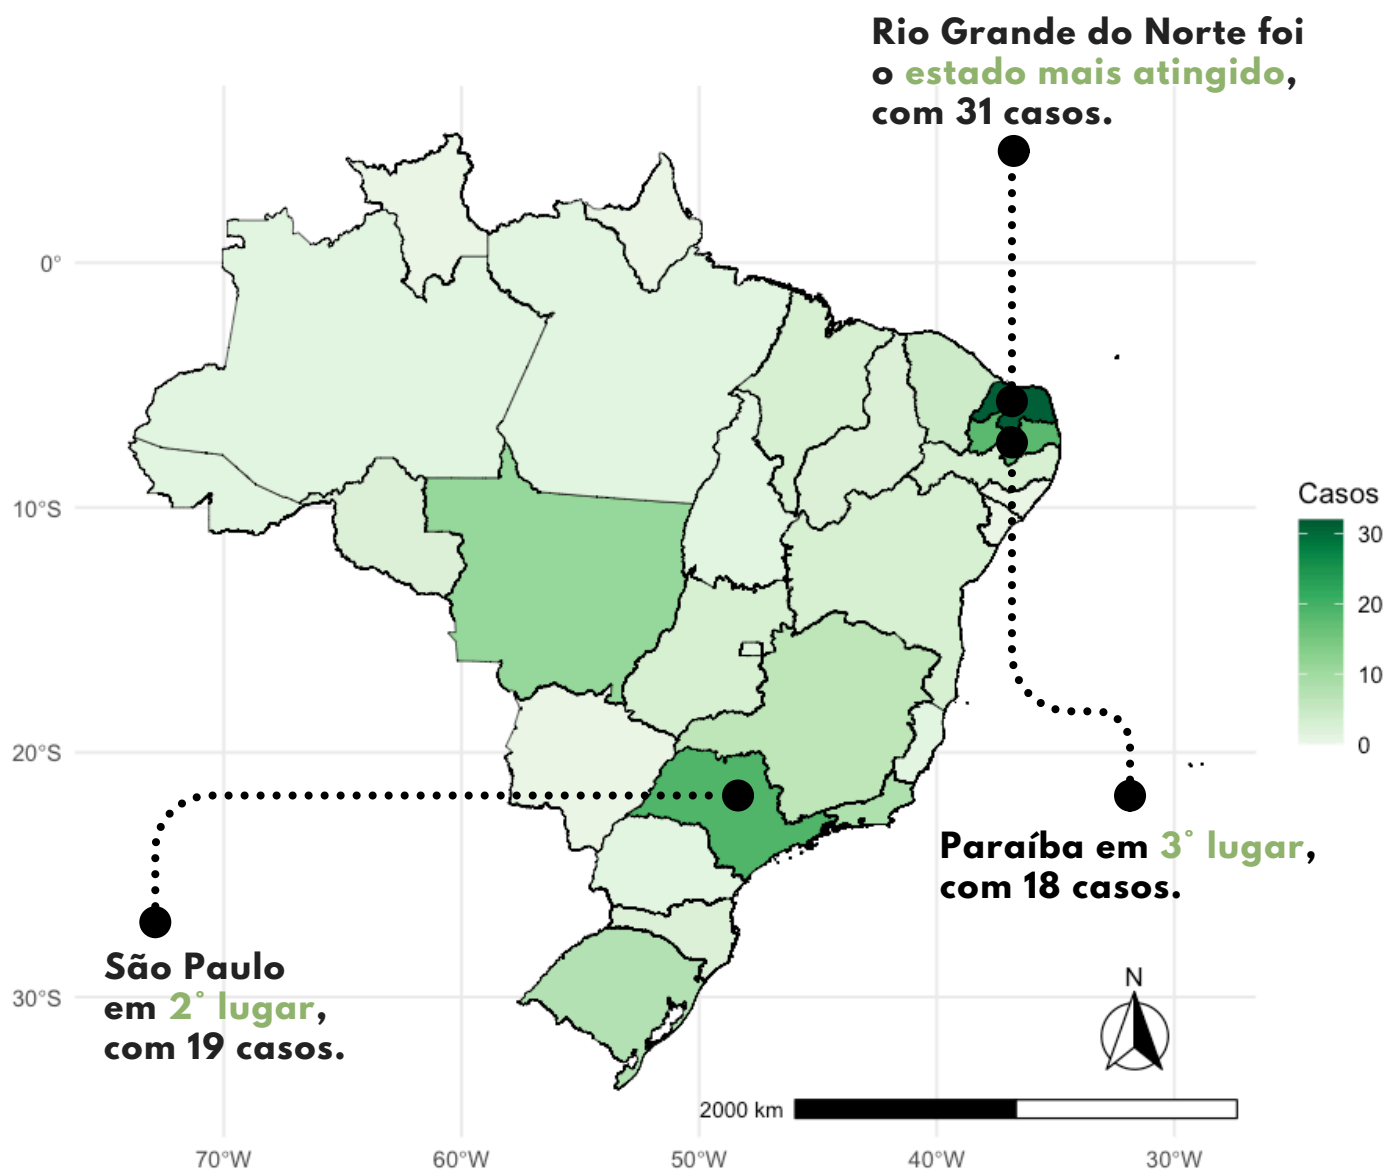 Rio Grande do Norte foi
o estado mais atingido,
com 31 casos.
0°
10°S
20°S
30°S
Casos
30
20
10
0
Paraíba em 3° lugar,
com 18 casos.
São Paulo
em 2° lugar,
com 19 casos.
N
2000 km
70°W
60°W
50°W
40°W
30°W